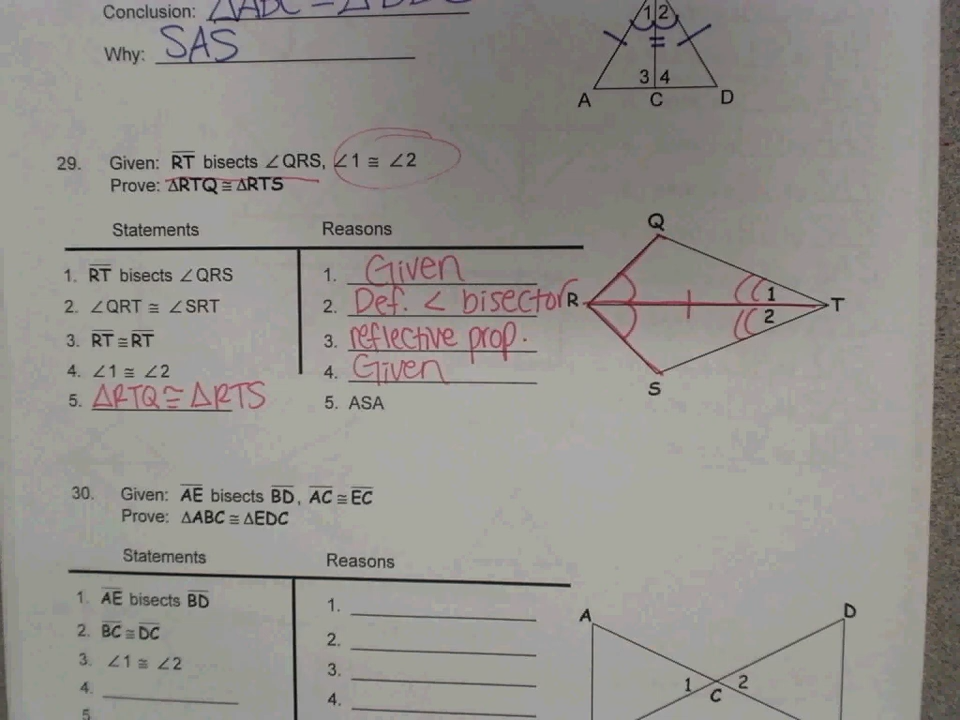 Conclusion: △ABC ≅ △
Why: SAS
1 2
3 4
A C D
29. Given: RT bisects ∠QRS, ∠1 ≅ ∠2
Prove: ΔRTQ ≅ ΔRTS
Statements Reasons
1. RT bisects ∠QRS 1. Given
2. ∠QRT ≅ ∠SRT 2. Def. < bisector
3. RT ≅ RT 3. reflective prop.
4. ∠1 ≅ ∠2 4. Given
5. △RTQ ≅ △RTS 5. ASA
Q
R 1 T
2
S
30. Given: AE bisects BD, AC ≅ EC
Prove: ΔABC ≅ ΔEDC
Statements Reasons
1. AE bisects BD 1.
2. BC ≅ DC 2.
3. ∠1 ≅ ∠2 3.
4. 4.
5.
A D
1 C 2